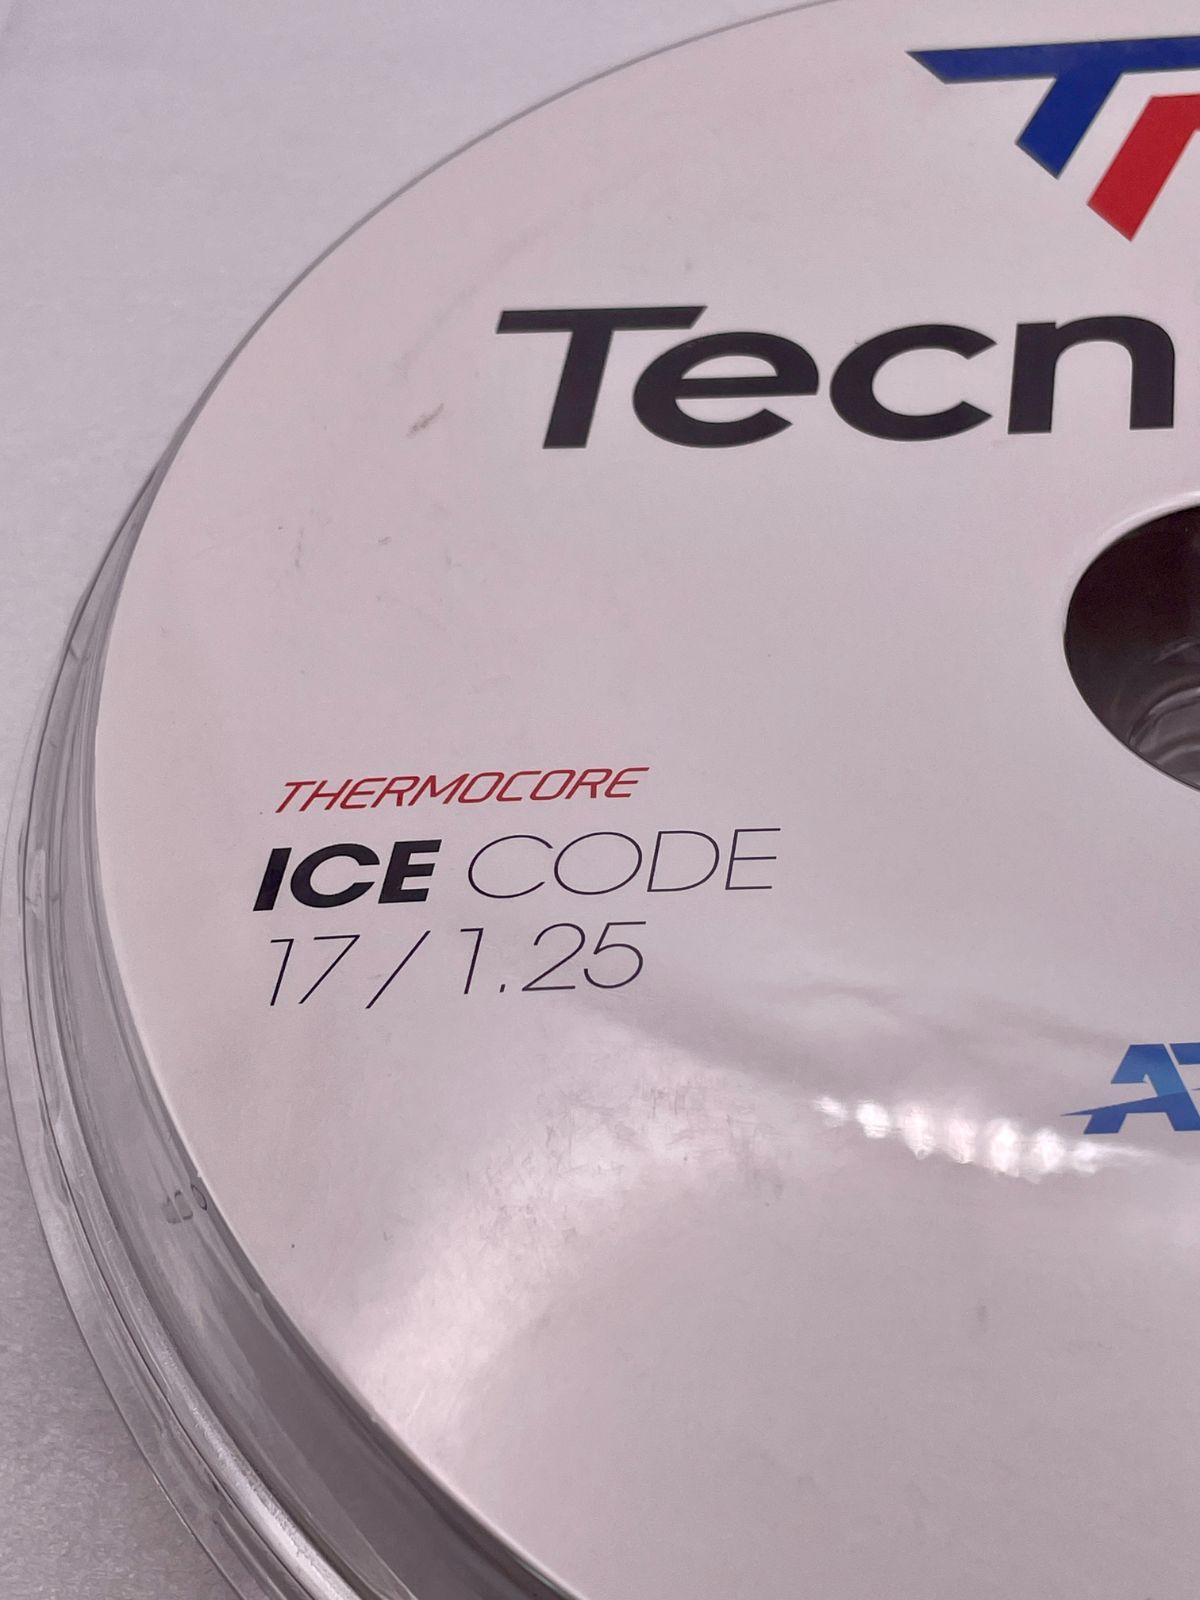 Tecn
THERMOCORE
ICE CODE
17 / 1.25